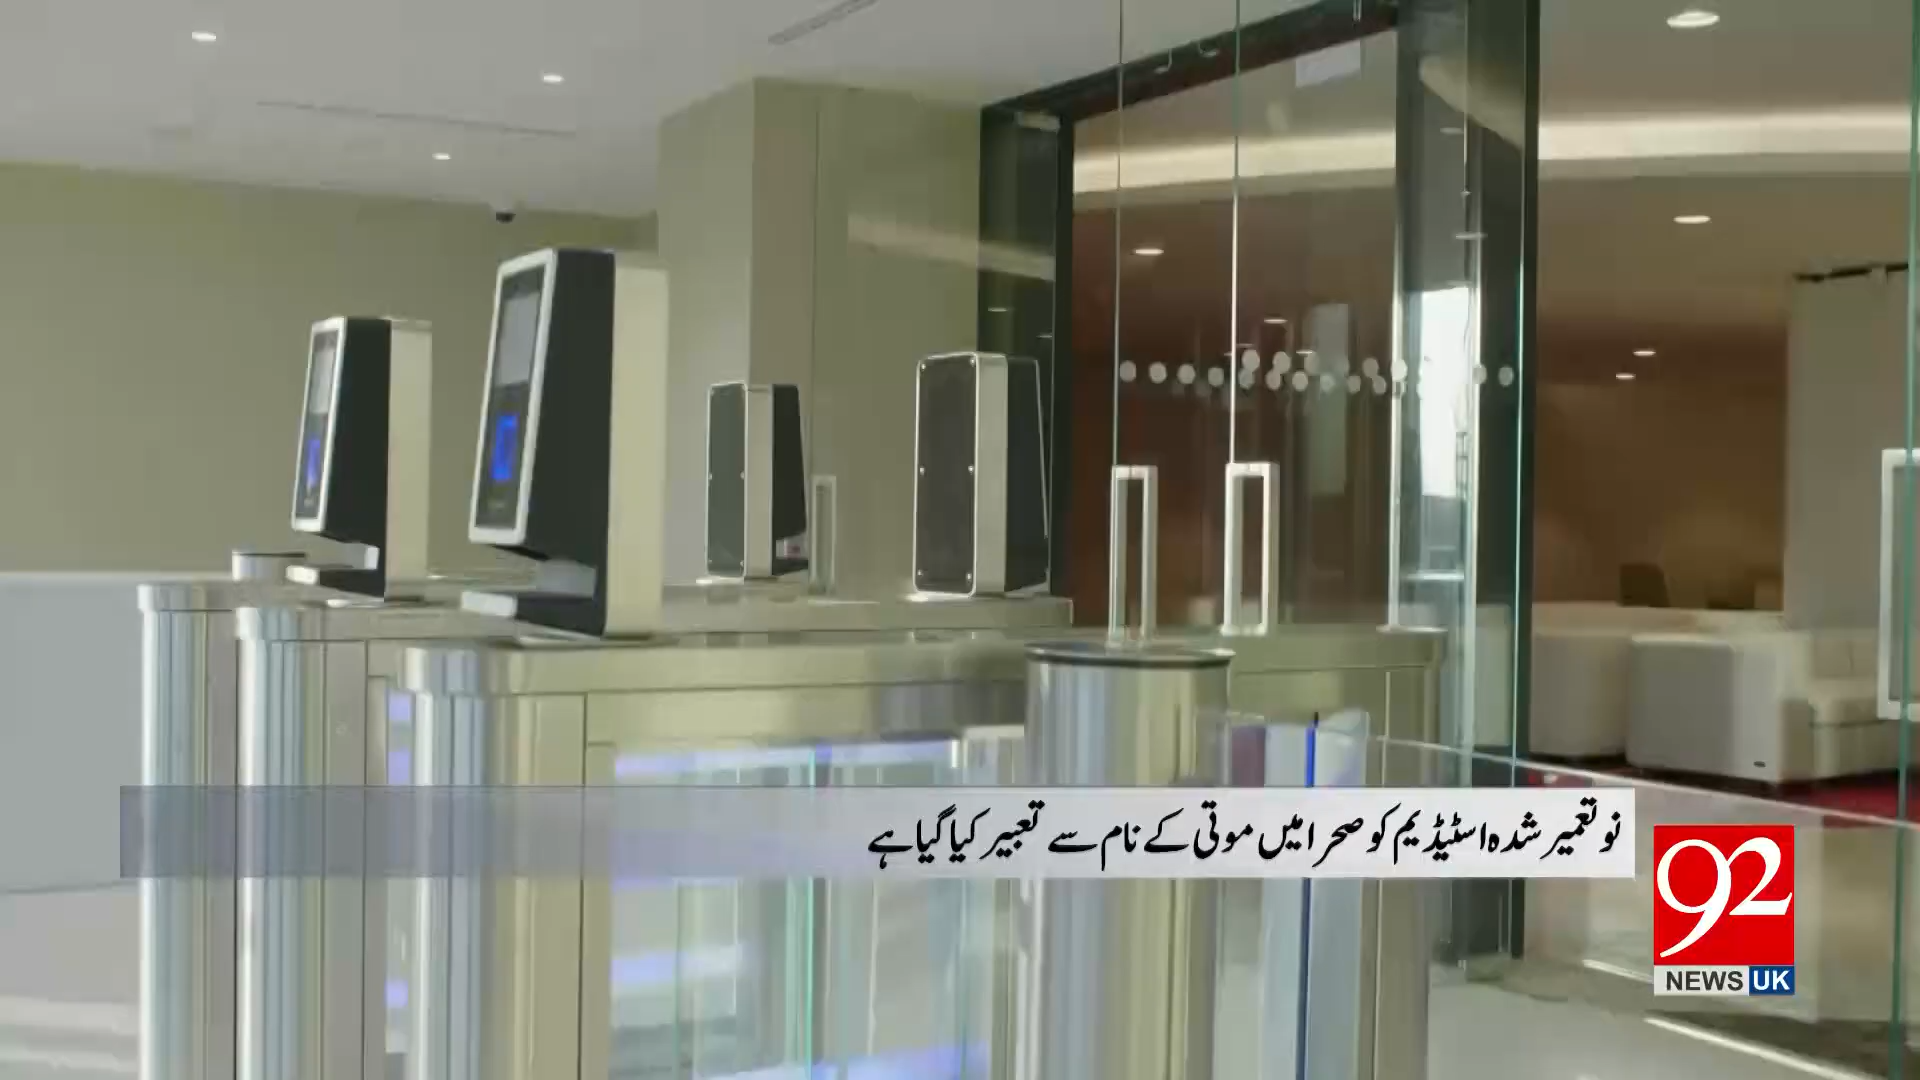 نو تعمیر شدہ اسٹیڈیم کو صحرا میں موتی کے نام سے تعبیر کیا گیا ہے
92
NEWS UK